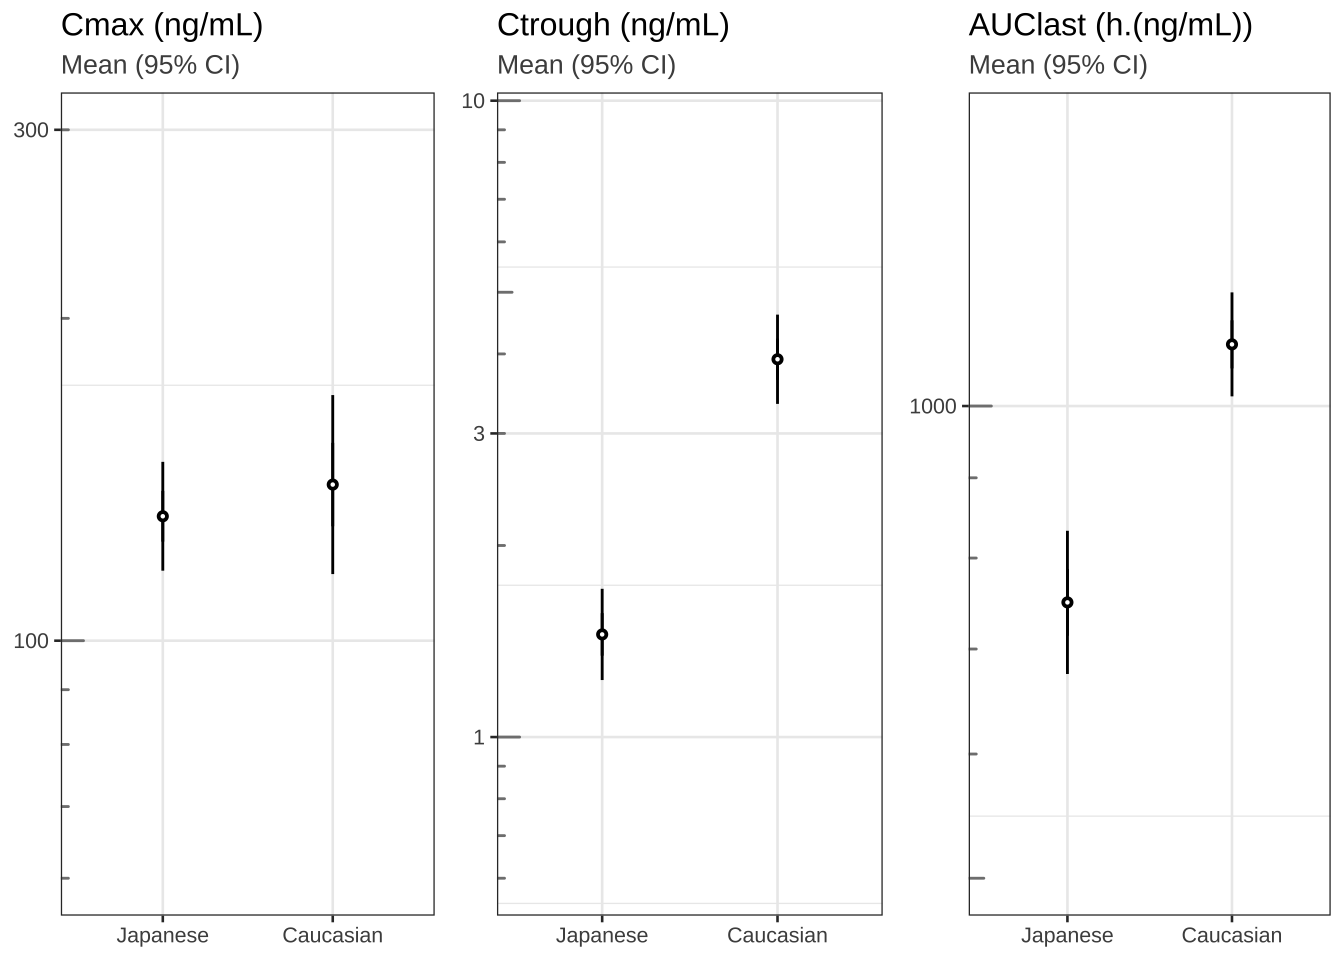 Cmax (ng/mL)
Mean (95% CI)
300
100
Japanese
Caucasian
Ctrough (ng/mL)
Mean (95% CI)
10
3
1
Japanese
Caucasian
AUClast (h.(ng/mL))
Mean (95% CI)
1000
Japanese
Caucasian